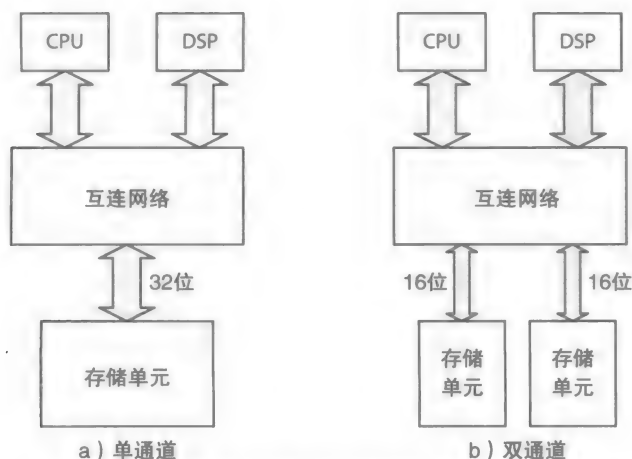 CPU
DSP
互连网络
32位
存储单元
a）单通道
CPU
DSP
互连网络
16位
16位
存储
单元
存储
单元
b）双通道